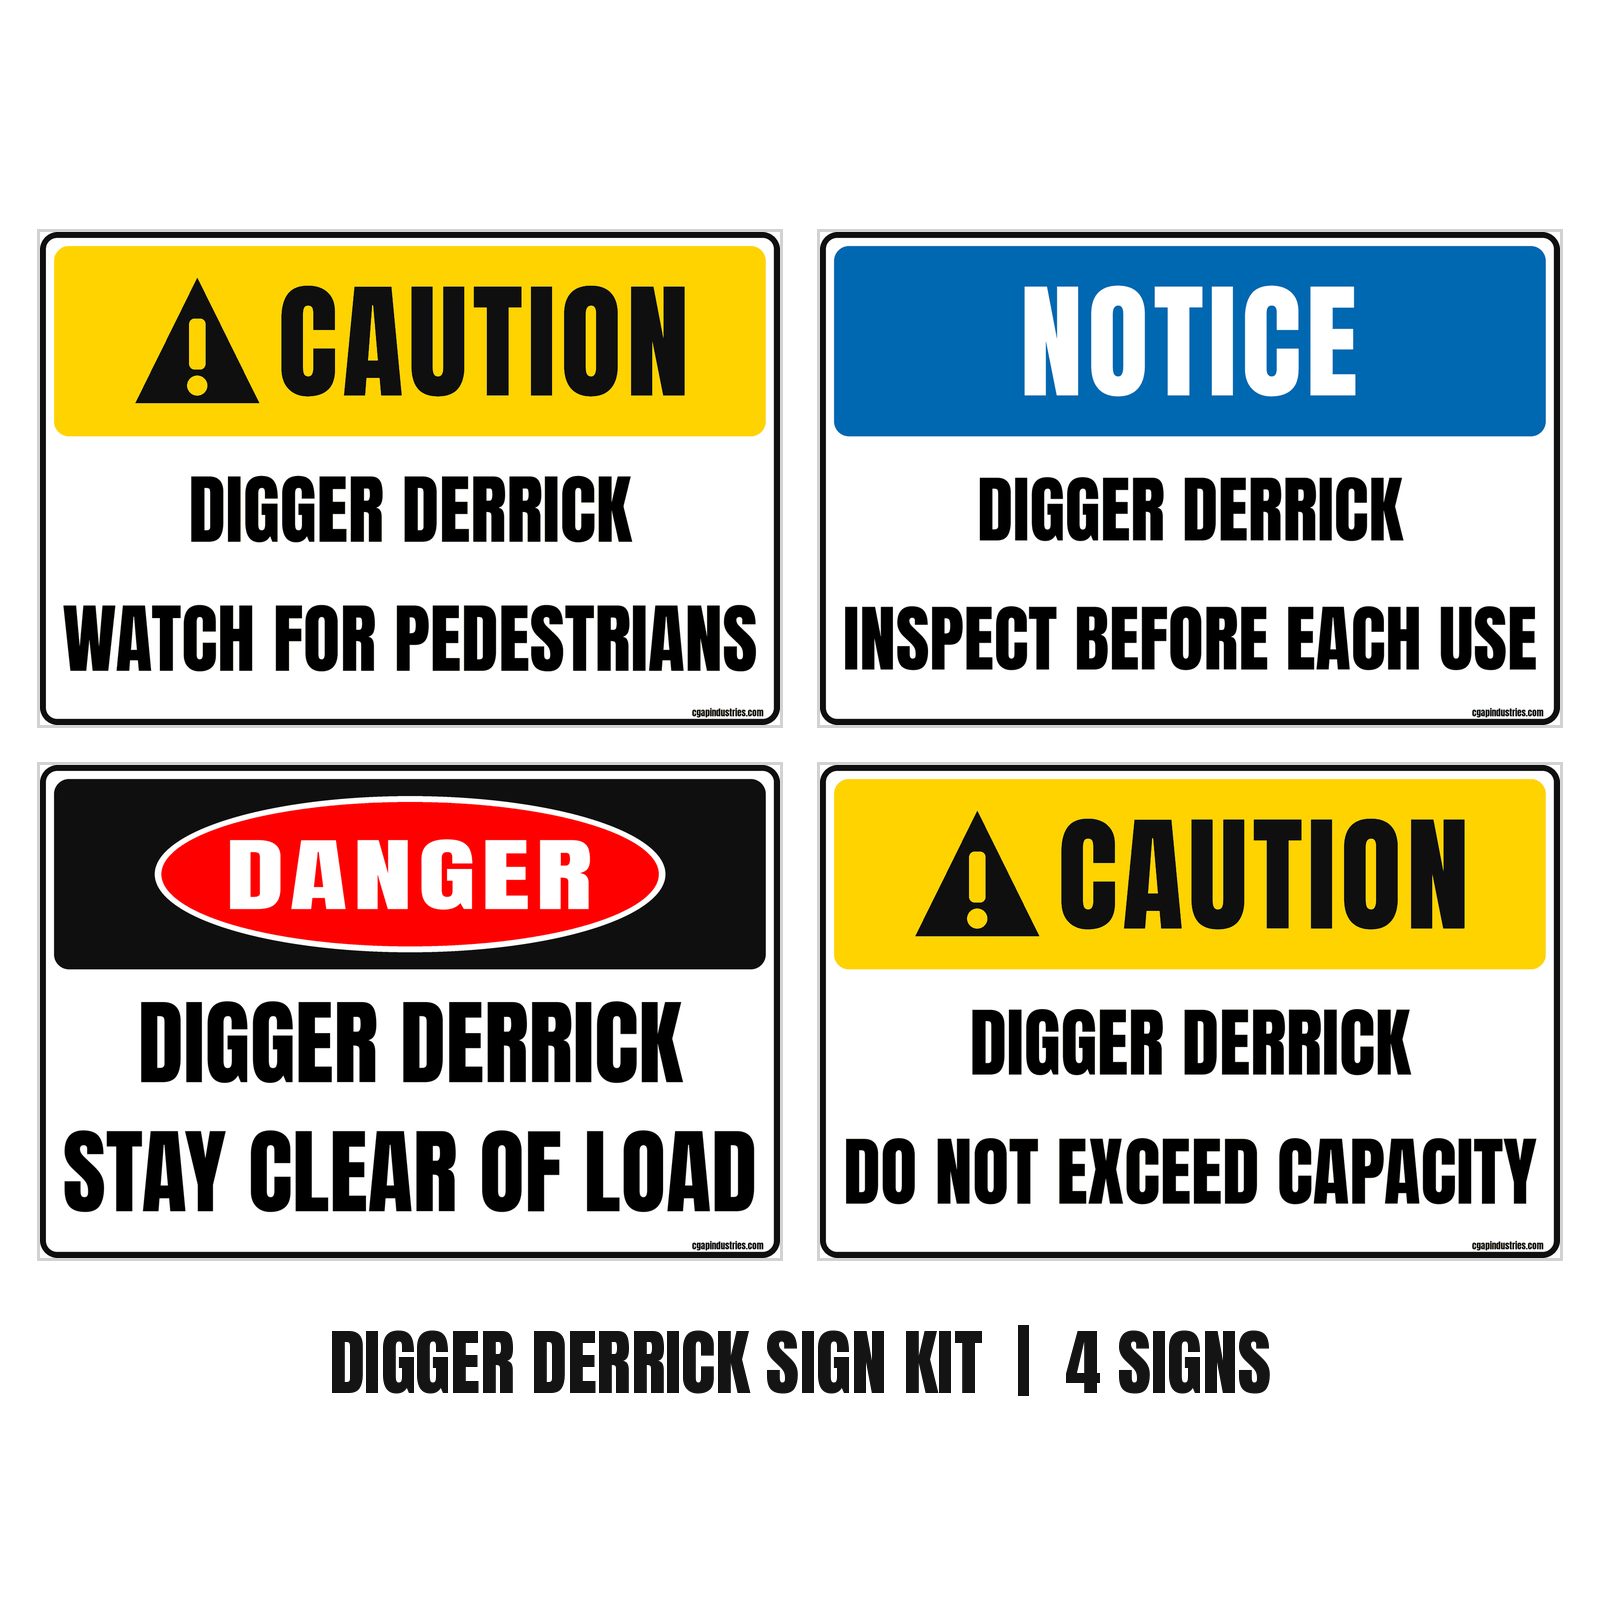 CAUTION
DIGGER DERRICK
WATCH FOR PEDESTRIANS
cgapindustries.com
NOTICE
DIGGER DERRICK
INSPECT BEFORE EACH USE
cgapindustries.com
DANGER
DIGGER DERRICK
STAY CLEAR OF LOAD
cgapindustries.com
CAUTION
DIGGER DERRICK
DO NOT EXCEED CAPACITY
cgapindustries.com
DIGGER DERRICK SIGN KIT | 4 SIGNS